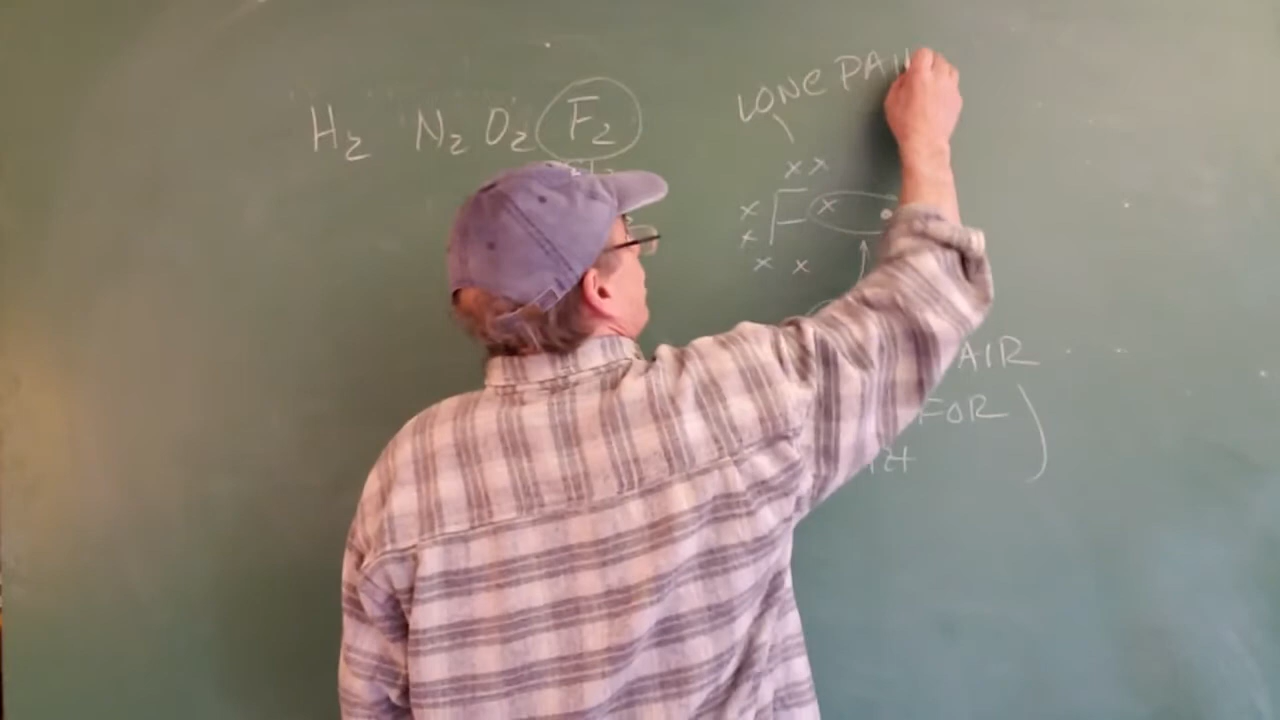 LONE PAI
H₂ N₂ O₂ F₂
x x
x F x •
x
x x
AIR
FOR )